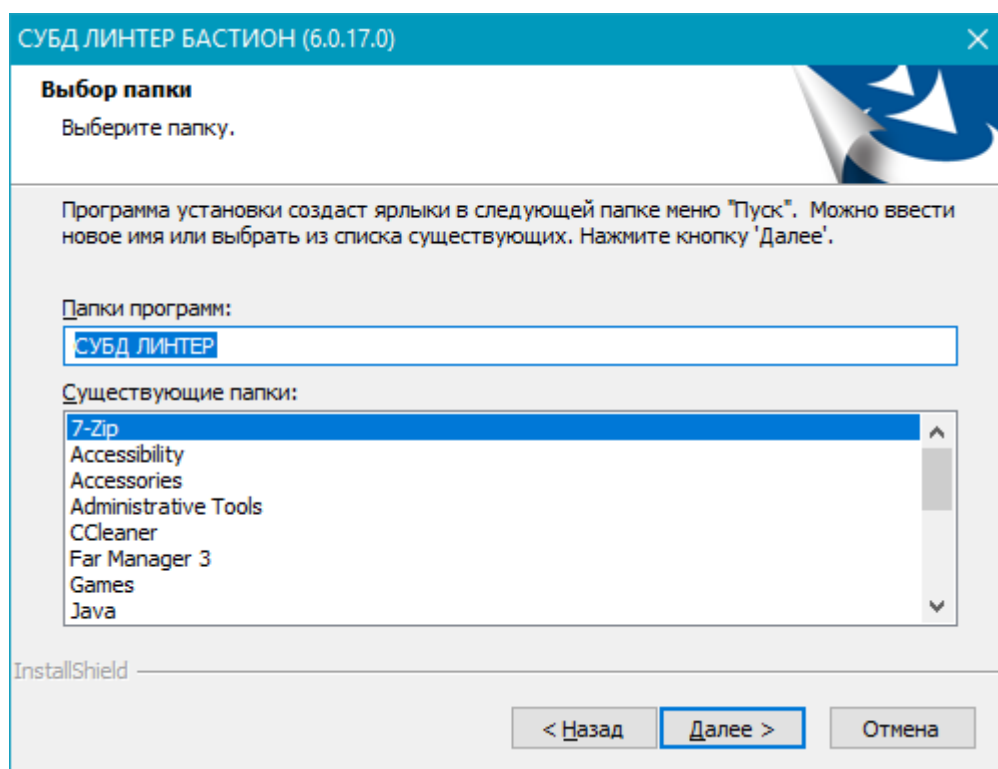 СУБД ЛИНТЕР БАСТИОН (6.0.17.0)
Выбор папки
Выберите папку.
Программа установки создаст ярлыки в следующей папке меню "Пуск". Можно ввести
новое имя или выбрать из списка существующих. Нажмите кнопку 'Далее'.
Папки программ:
СУБД ЛИНТЕР
Существующие папки:
7-Zip
Accessibility
Accessories
Administrative Tools
CCleaner
Far Manager 3
Games
Java
InstallShield
< Назад
Далее >
Отмена